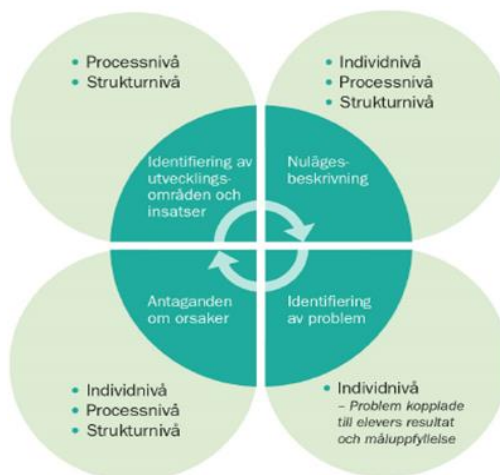 • Processnivå
• Strukturnivå
• Individnivå
• Processnivå
• Strukturnivå
Identifiering av
utvecklings-
områden och
insatser
Nuläges-
beskrivning
Antaganden
om orsaker
Identifiering
av problem
• Individnivå
• Processnivå
• Strukturnivå
• Individnivå
– Problem kopplade
till elevers resultat
och måluppfyllelse